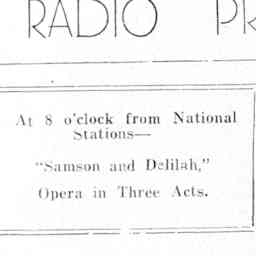 RADIO PR
At 8 o'clock from National
Stations—
"Samson and Delilah,"
Opera in Three Acts.